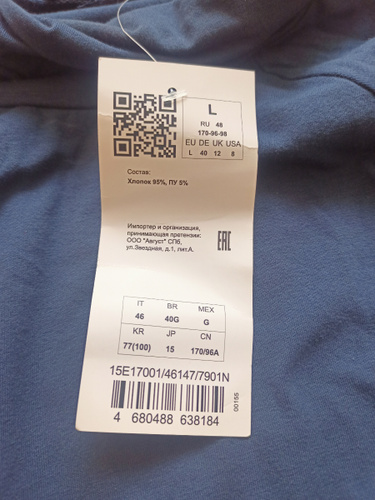 L
RU 48
170-96-98
EU DE UK USA
L 40 12 8
Состав:
Хлопок 95%, ПУ 5%
Импортер и организация,
принимающая претензии:
ООО "Август" СПб,
ул.Звездная, д.1, лит.А.
EAC
IT BR MEX
46 40G G
KR JP CN
77(100) 15 170/96A
15E17001/46147/7901N
00155
4 680488 638184